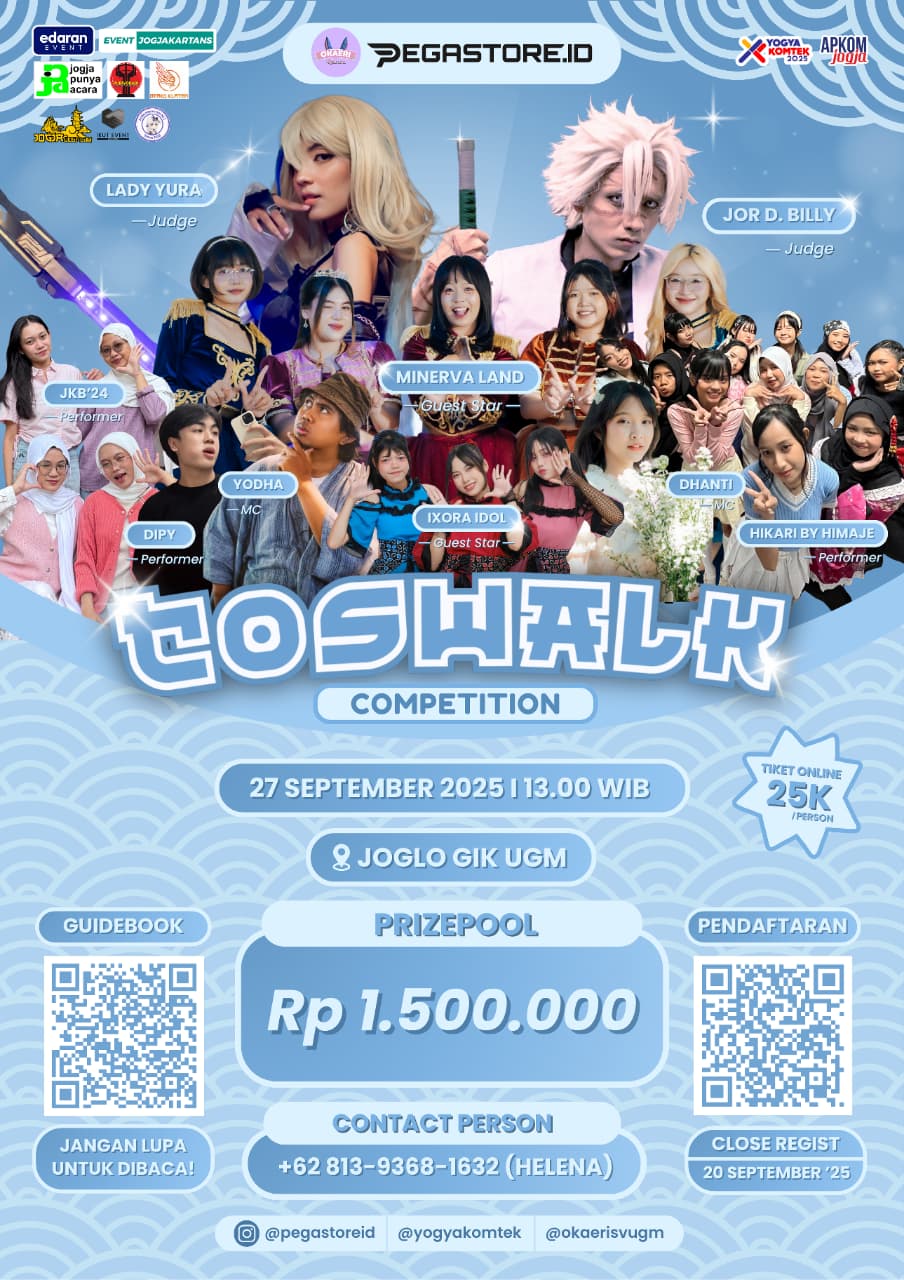 edaran
EVENT
EVENT JOGJAKARTANS
jogja
punya
acara
OKAERI
PEGASTORE.ID
YOGYA
KOMTEK
2025
APKOM
jogja
LADY YURA
Judge
JOR D. BILLY
Judge
MINERVA LAND
Guest Star
JKB'24
Performer
YODHA
MC
DHANTI
MC
IXORA IDOL
Guest Star
DIPY
Performer
HIKARI BY HIMAJE
Performer
COSWALK
COMPETITION
27 SEPTEMBER 2025 | 13.00 WIB
TIKET ONLINE
25K
/PERSON
JOGLO GIK UGM
GUIDEBOOK
PRIZEPOOL
PENDAFTARAN
Rp 1.500.000
JANGAN LUPA
UNTUK DIBACA!
CONTACT PERSON
+62 813-9368-1632 (HELENA)
CLOSE REGIST
20 SEPTEMBER '25
@pegastoreid
@yogyakomtek
@okaerisvugm